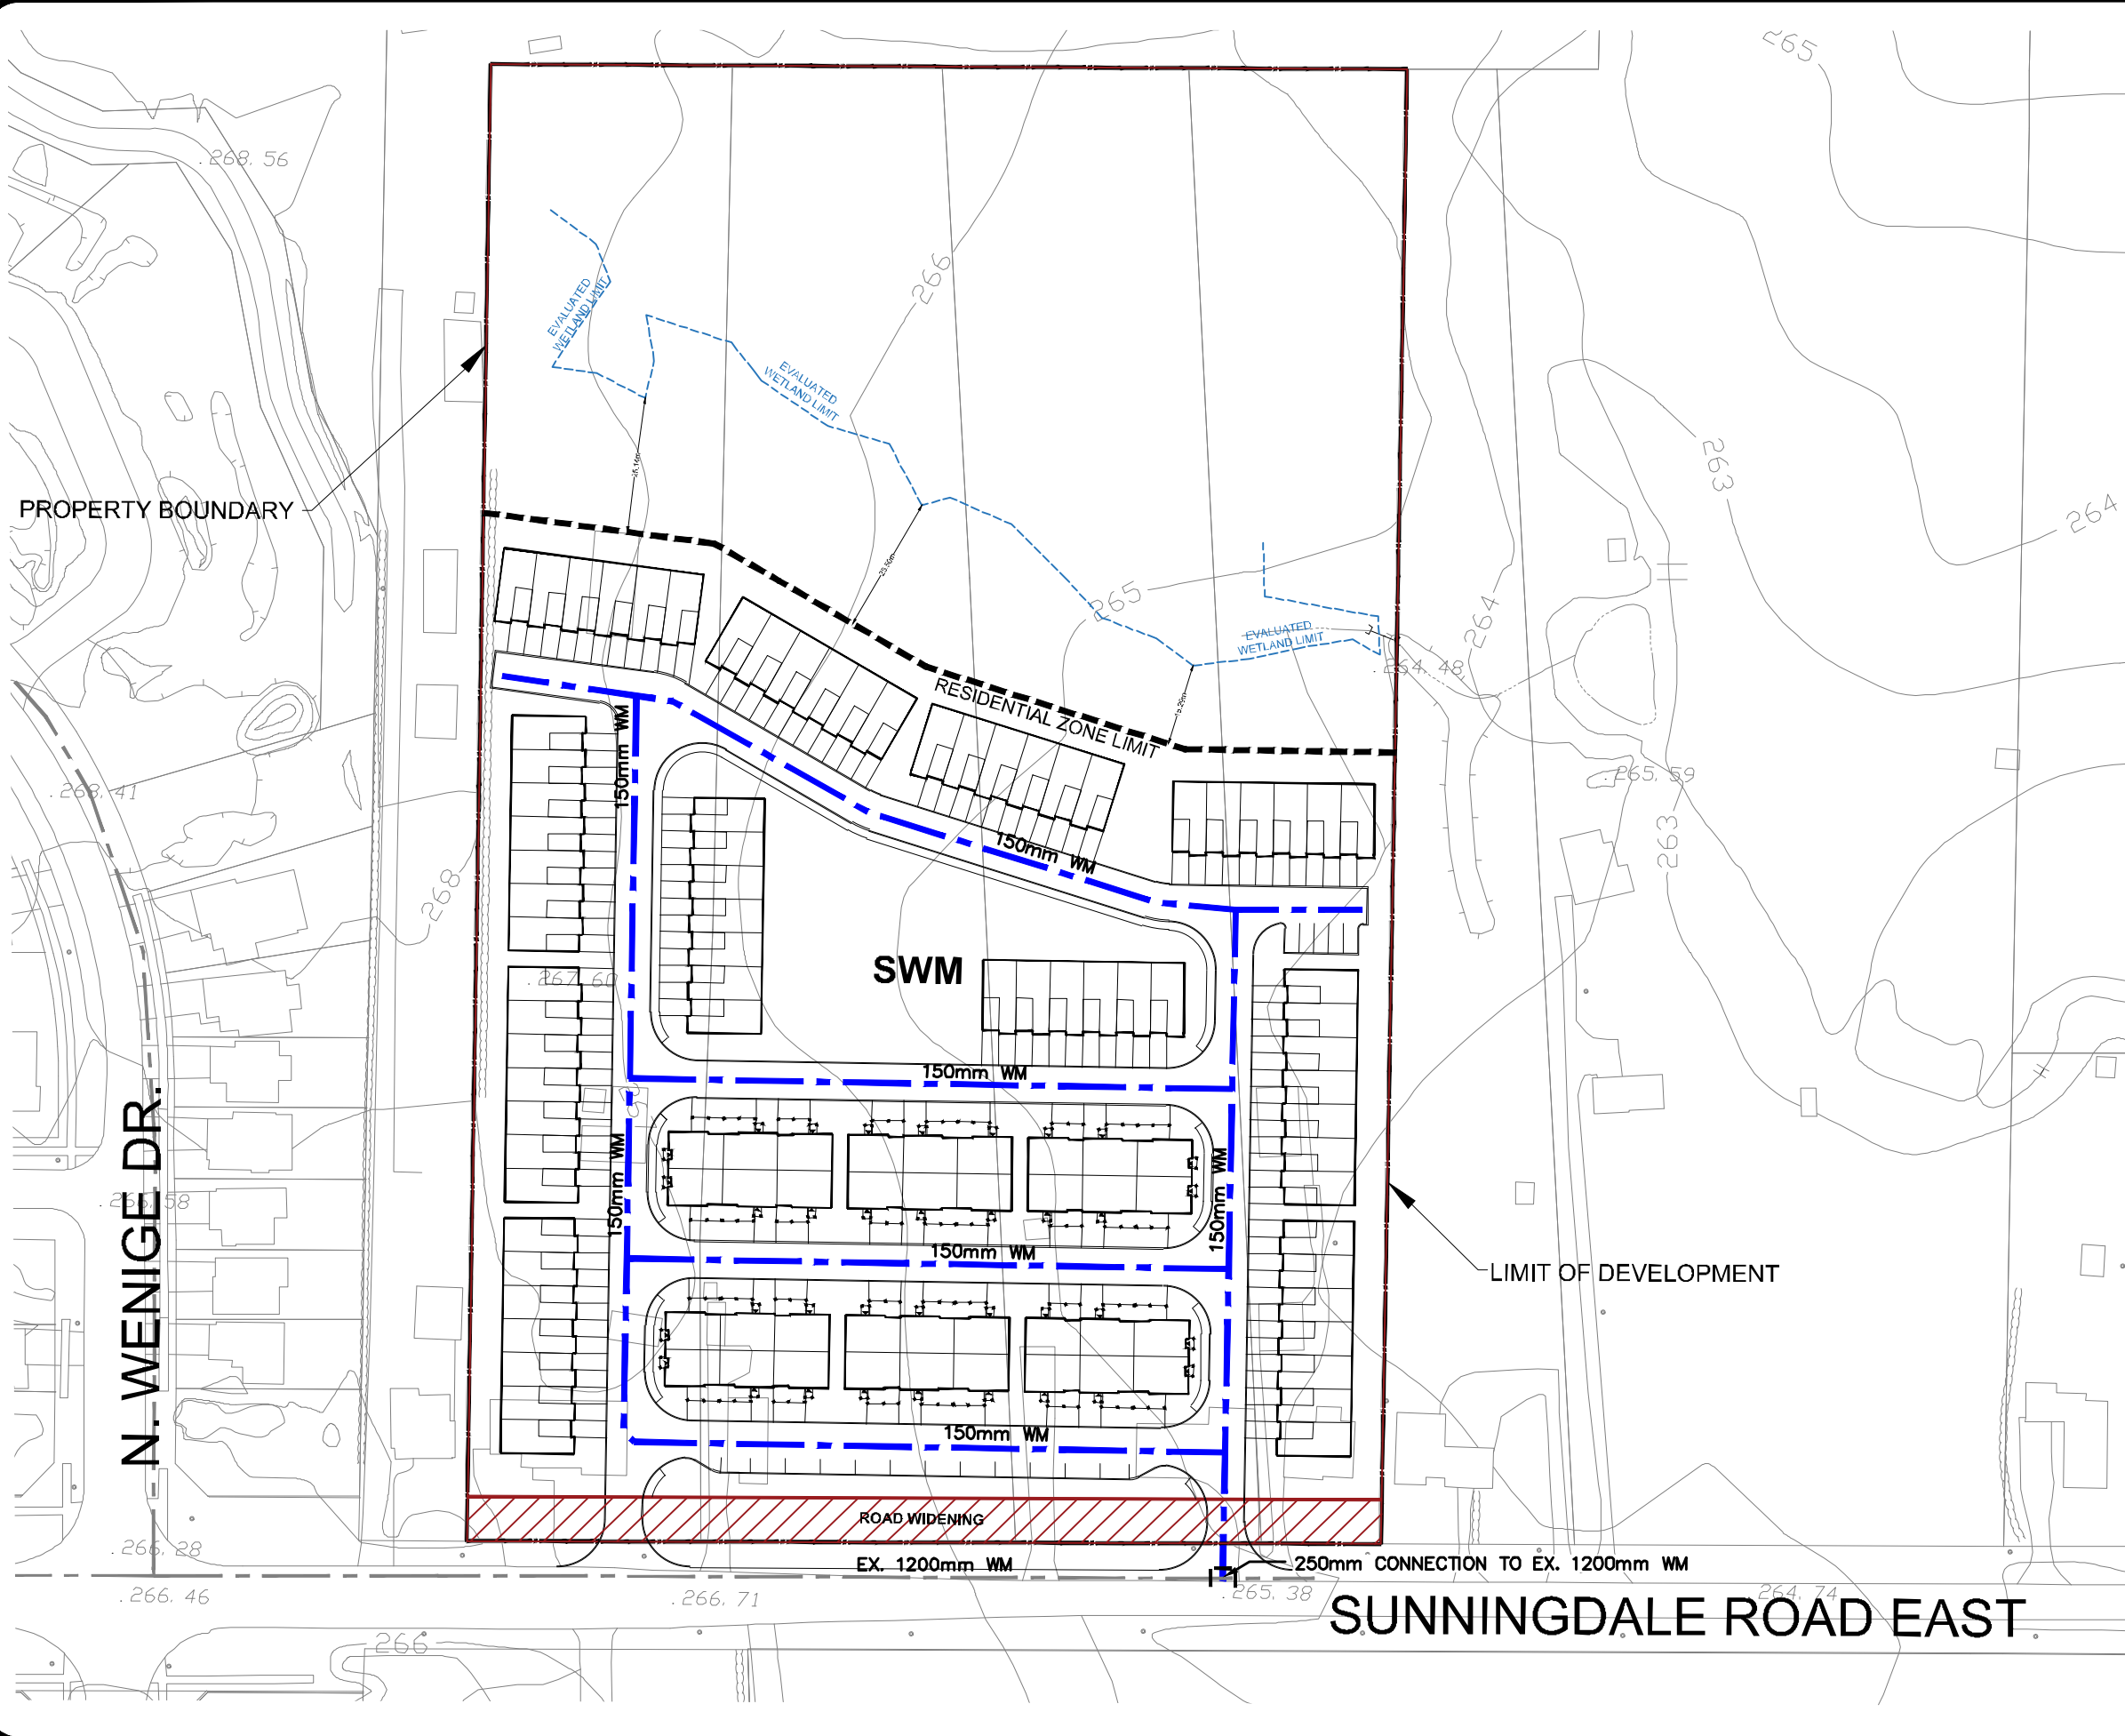 265
.268.56
266
EVALUATED
WETLAND LIMIT
EVALUATED
WETLAND LIMIT
263
264
PROPERTY BOUNDARY
265
264
EVALUATED
WETLAND LIMIT
.264.48
RESIDENTIAL ZONE LIMIT
150mm WM
.265.59
.268.41
263
150mm WM
268
SWM
.267.60
150mm WM
N. WENIGE DR.
150mm WM
150mm WM
150mm WM
LIMIT OF DEVELOPMENT
150mm WM
ROAD WIDENING
.266.28
EX. 1200mm WM
250mm CONNECTION TO EX. 1200mm WM
.266.46
.266.71
.265.38
264.74
SUNNINGDALE ROAD EAST
266